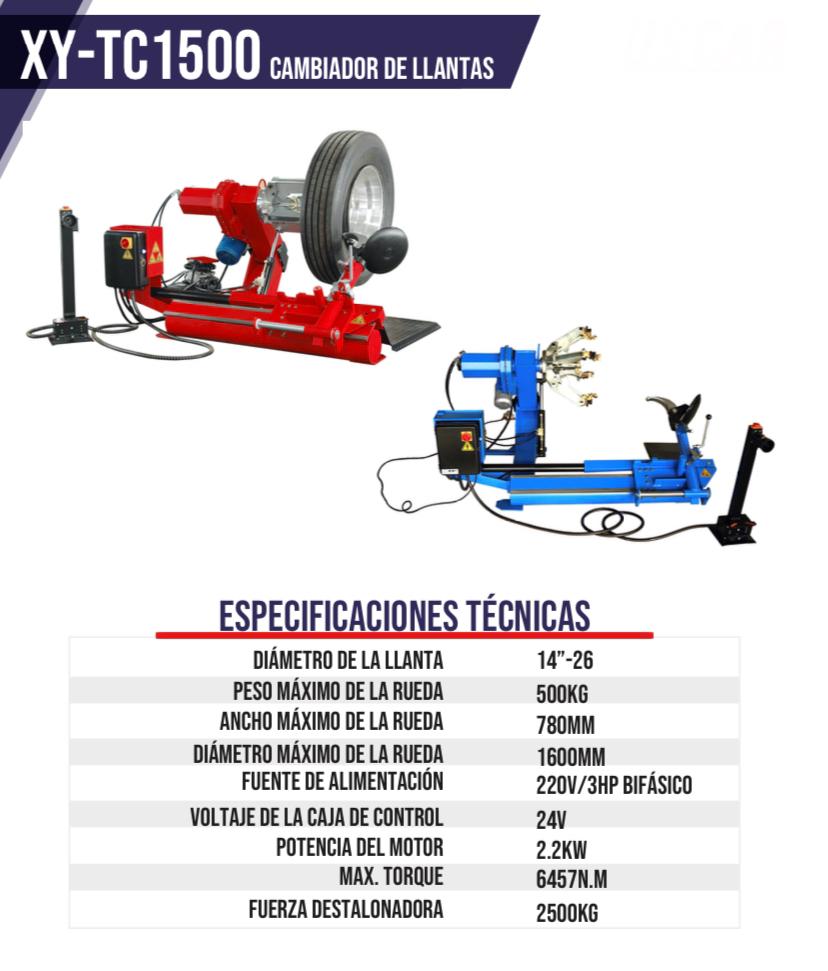 XY-TC1500 CAMBIADOR DE LLANTAS
ESPECIFICACIONES TÉCNICAS
DIÁMETRO DE LA LLANTA 14”-26
PESO MÁXIMO DE LA RUEDA 500KG
ANCHO MÁXIMO DE LA RUEDA 780MM
DIÁMETRO MÁXIMO DE LA RUEDA 1600MM
FUENTE DE ALIMENTACIÓN 220V/3HP BIFÁSICO
VOLTAJE DE LA CAJA DE CONTROL 24V
POTENCIA DEL MOTOR 2.2KW
MAX. TORQUE 6457N.M
FUERZA DESTALONADORA 2500KG